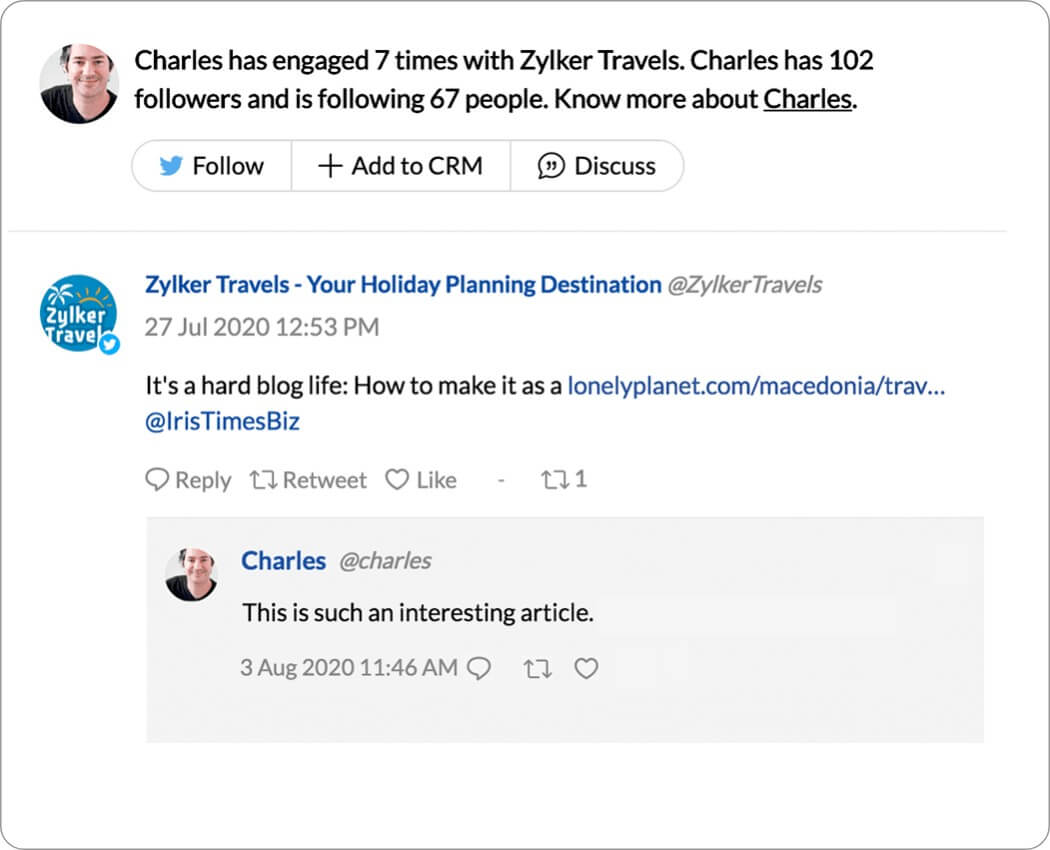 Charles has engaged 7 times with Zylker Travels. Charles has 102
followers and is following 67 people. Know more about Charles.
Follow
Add to CRM
Discuss
Zylker Travels - Your Holiday Planning Destination @ZylkerTravels
Zylker
Travel
27 Jul 2020 12:53 PM
It's a hard blog life: How to make it as a lonelyplanet.com/macedonia/trav...
@IrisTimesBiz
Reply Retweet Like - 1
Charles @charles
This is such an interesting article.
3 Aug 2020 11:46 AM